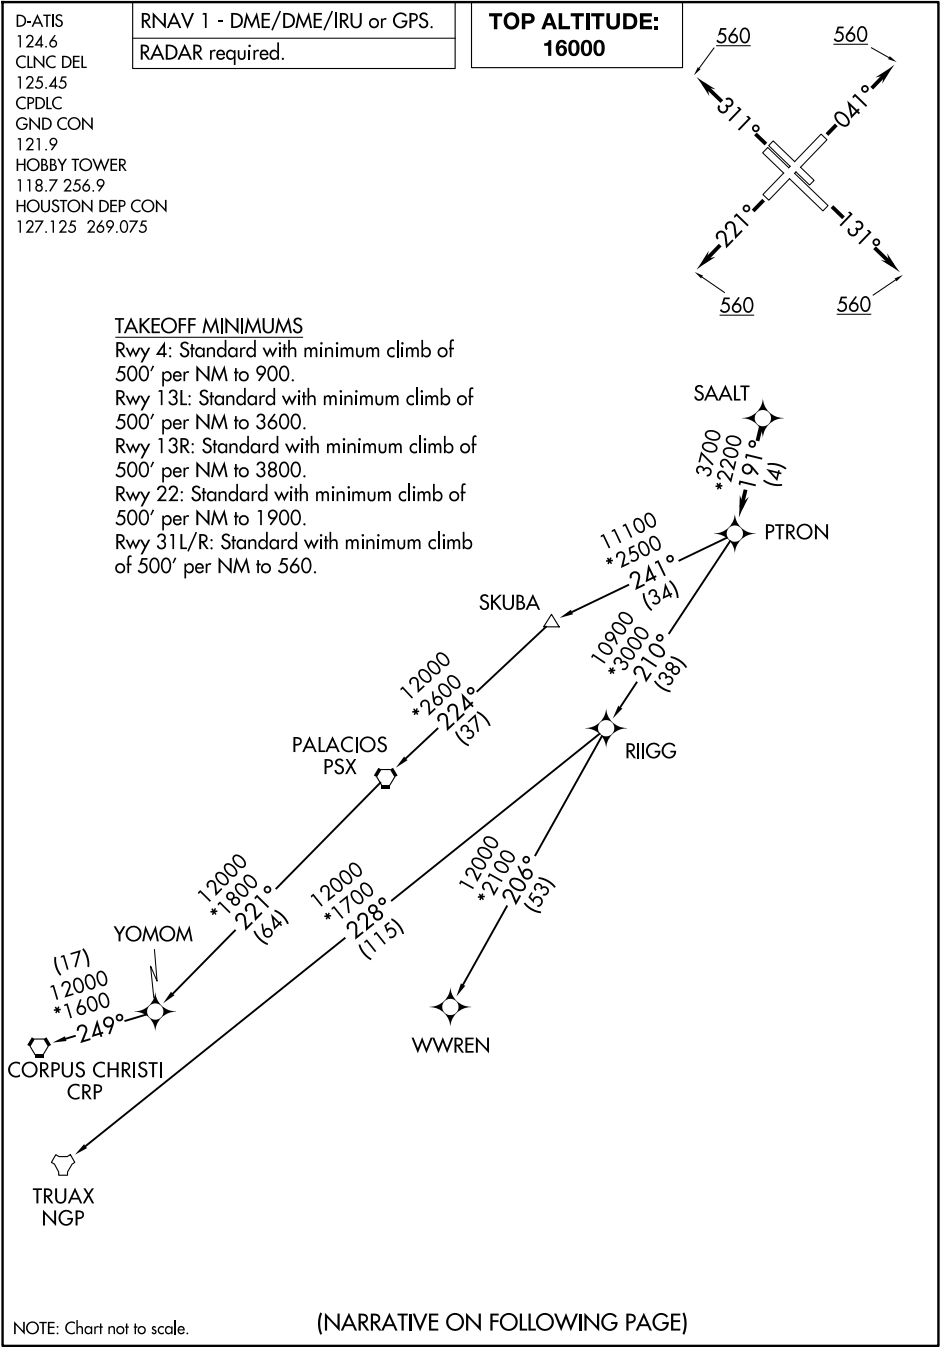 D-ATIS
124.6
CLNC DEL
125.45
CPDLC
GND CON
121.9
HOBBY TOWER
118.7 256.9
HOUSTON DEP CON
127.125 269.075
RNAV 1 - DME/DME/IRU or GPS.
RADAR required.
TOP ALTITUDE:
16000
560
560
311°
041°
221°
131°
560
560
TAKEOFF MINIMUMS
Rwy 4: Standard with minimum climb of
500' per NM to 900.
Rwy 13L: Standard with minimum climb of
500' per NM to 3600.
Rwy 13R: Standard with minimum climb of
500' per NM to 3800.
Rwy 22: Standard with minimum climb of
500' per NM to 1900.
Rwy 31L/R: Standard with minimum climb
of 500' per NM to 560.
SAALT
3700
*2200
191°
(4)
PTRON
11100
*2500
241°
(34)
SKUBA
10900
*3000
210°
(38)
12000
*2600
224°
(37)
RIIGG
PALACIOS
PSX
12000
*1800
221°
(64)
12000
*1700
228°
(115)
12000
*2100
206°
(53)
YOMOM
(17)
12000
*1600
249°
CORPUS CHRISTI
CRP
WWREN
TRUAX
NGP
NOTE: Chart not to scale.
(NARRATIVE ON FOLLOWING PAGE)